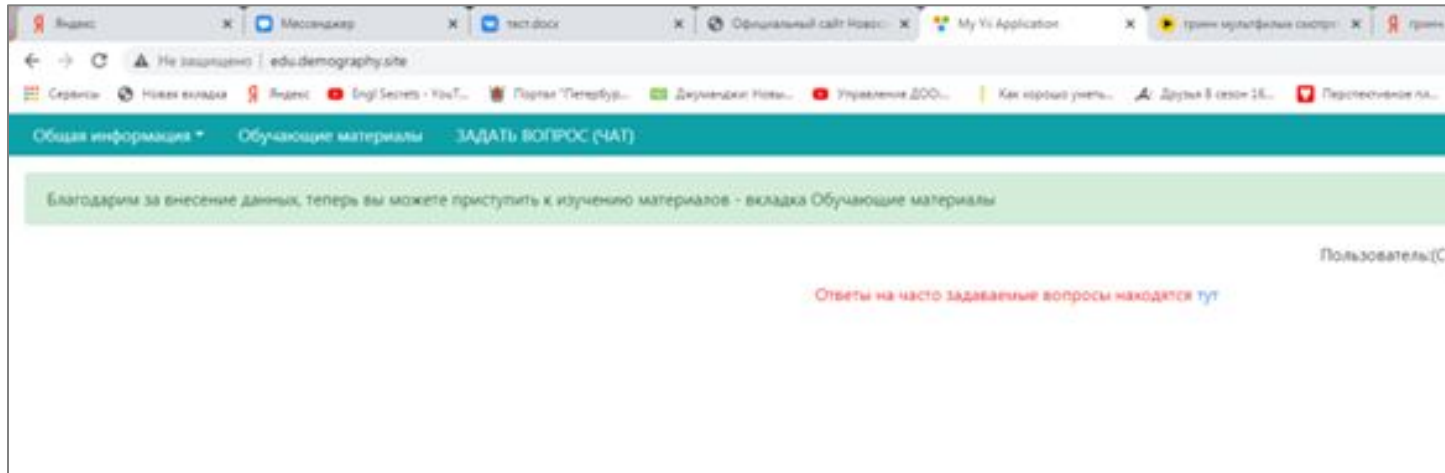 Яндекс
Мессенджер
тест.docx
Официальный сайт Новос
My Yii Application
Не защищено | edu.demography.site
Сервисы Новая вкладка Яндекс Engl Secrets - YouT... Портал "Петербур... Джуманджи: Новы... Управление ДОО... Как хорошо уметь... Друзья 8 сезон 16... Перспективное пл...
Общая информация Обучающие материалы ЗАДАТЬ ВОПРОС (ЧАТ)
Благодарим за внесение данных, теперь вы можете приступить к изучению материалов - вкладка Обучающие материалы
Пользователь:(С
Ответы на часто задаваемые вопросы находятся тут